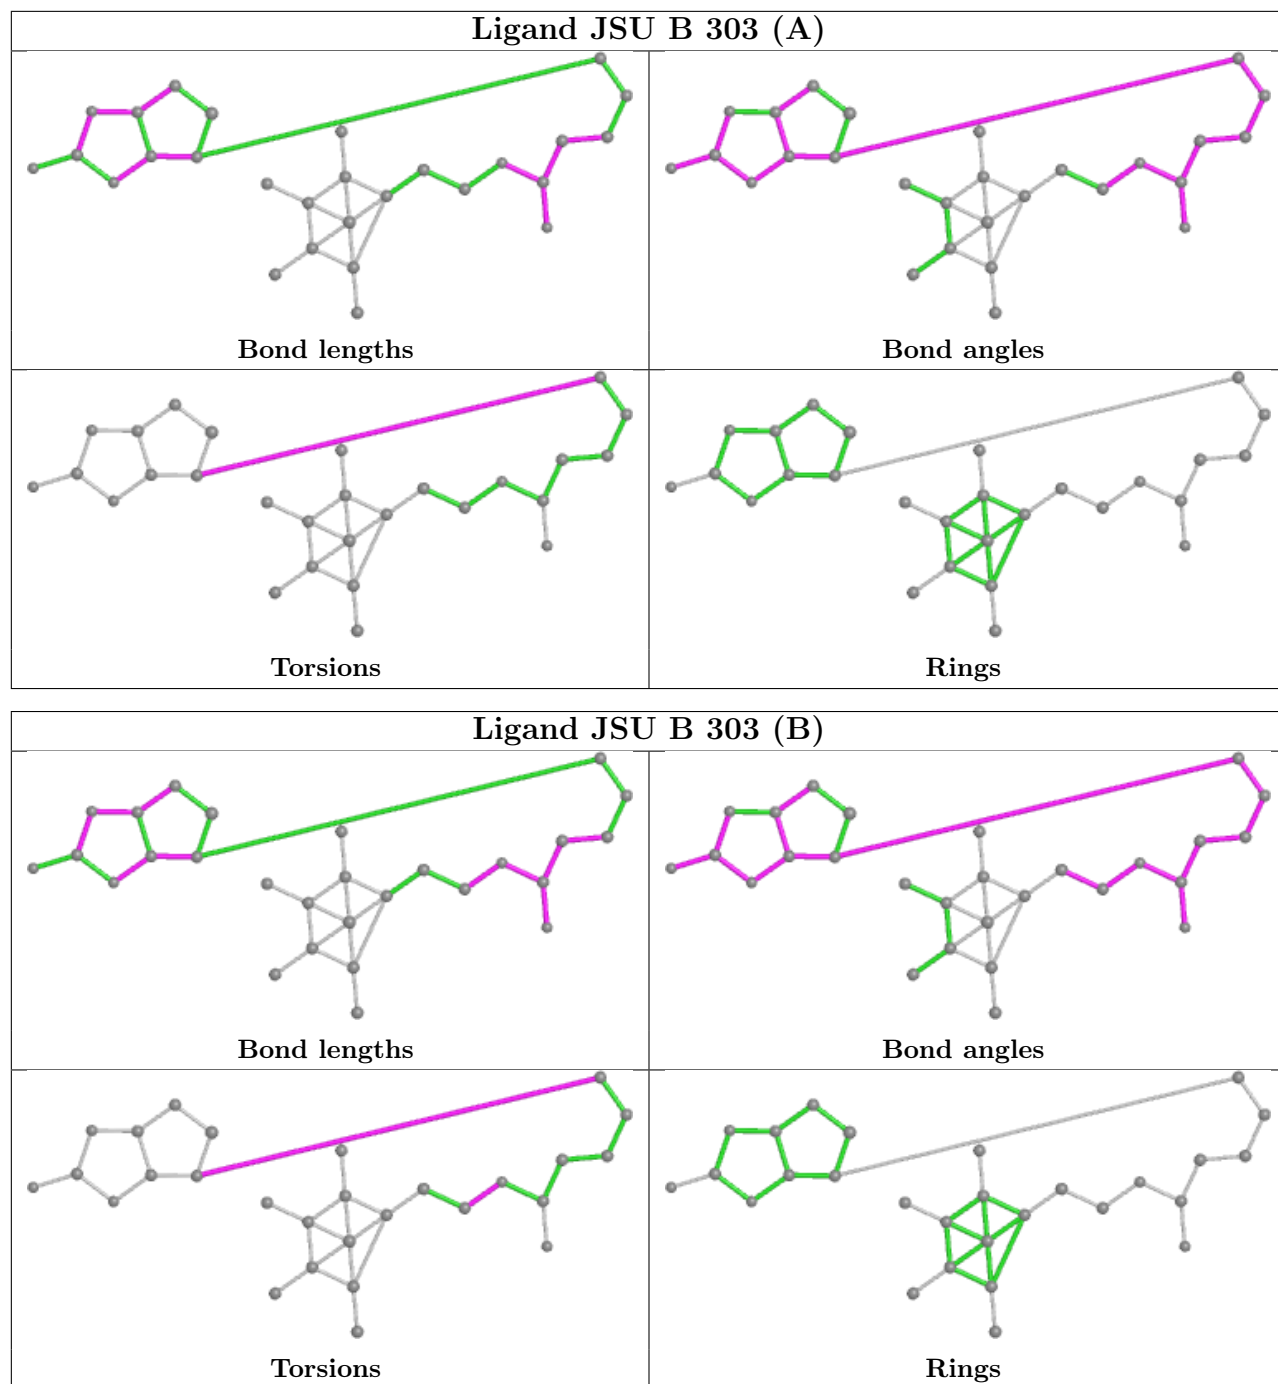 Ligand JSU B 303 (A)
Bond lengths
Bond angles
Torsions
Rings
Ligand JSU B 303 (B)
Bond lengths
Bond angles
Torsions
Rings